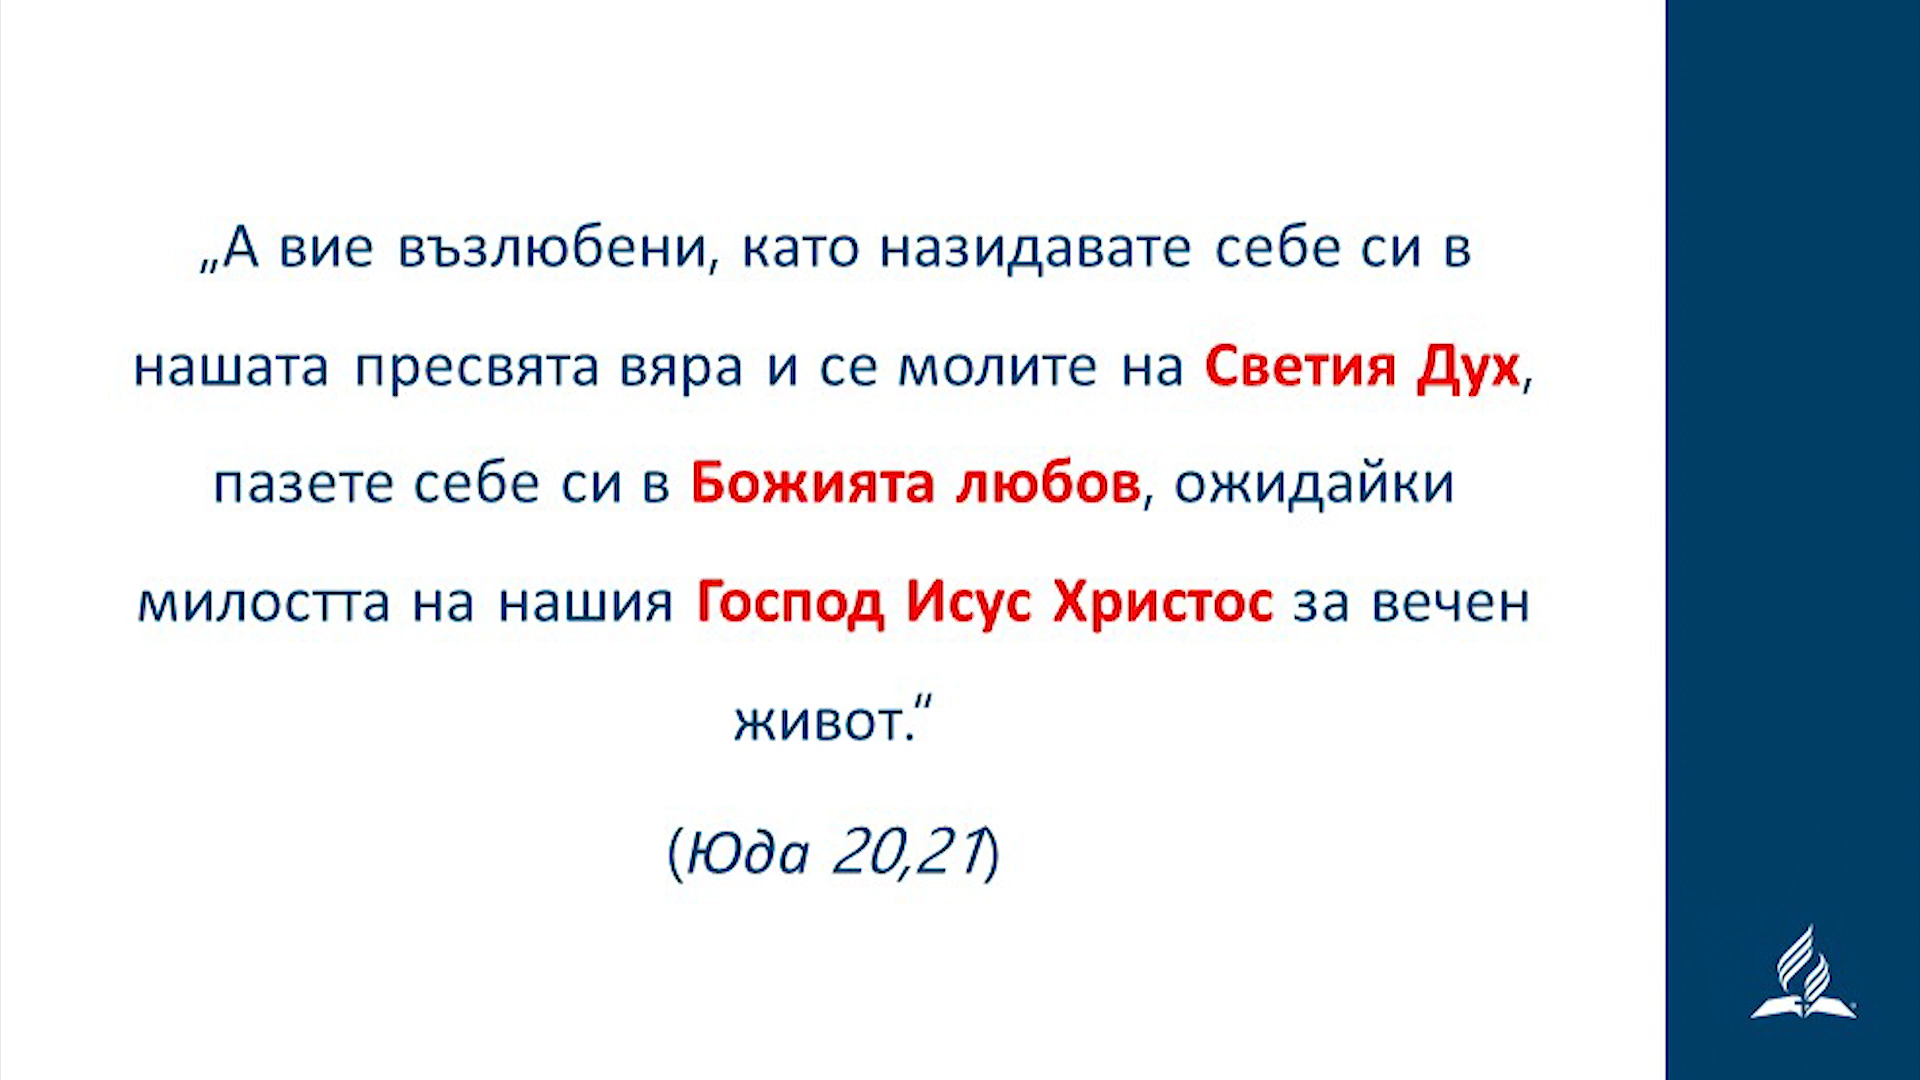 „А вие възлюбени, като назидавате себе си в
нашата пресвята вяра и се молите на Светия Дух,
пазете себе си в Божията любов, ожидайки
милостта на нашия Господ Исус Христос за вечен
живот.“
(Юда 20,21)